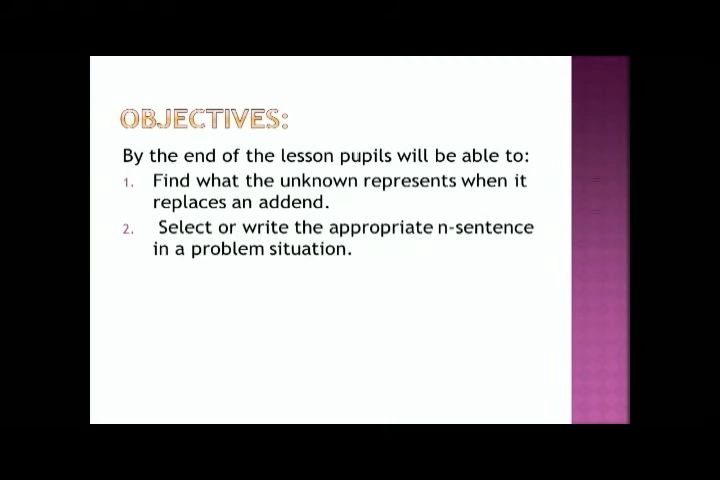 OBJECTIVES:
By the end of the lesson pupils will be able to:
1. Find what the unknown represents when it
replaces an addend.
2. Select or write the appropriate n-sentence
in a problem situation.